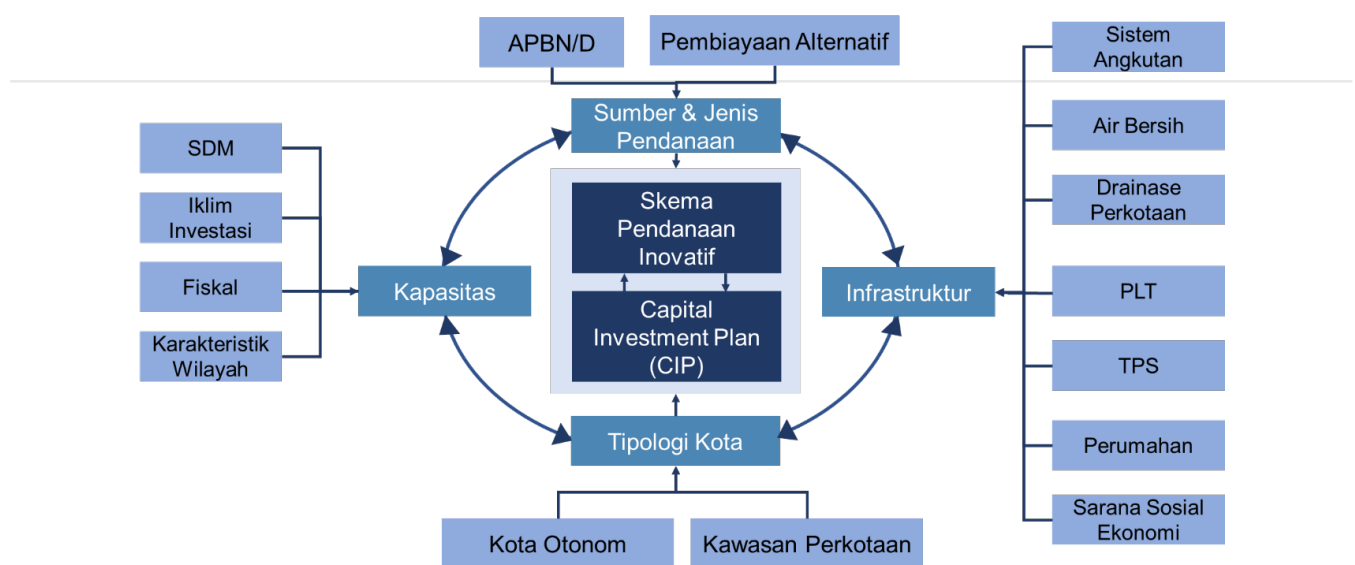 APBN/D
Pembiayaan Alternatif
Sumber & Jenis
Pendanaan
SDM
Iklim
Investasi
Fiskal
Karakteristik
Wilayah
Kapasitas
Skema
Pendanaan
Inovatif
Capital
Investment Plan
(CIP)
Infrastruktur
Sistem
Angkutan
Air Bersih
Drainase
Perkotaan
PLT
TPS
Perumahan
Sarana Sosial
Ekonomi
Tipologi Kota
Kota Otonom
Kawasan Perkotaan